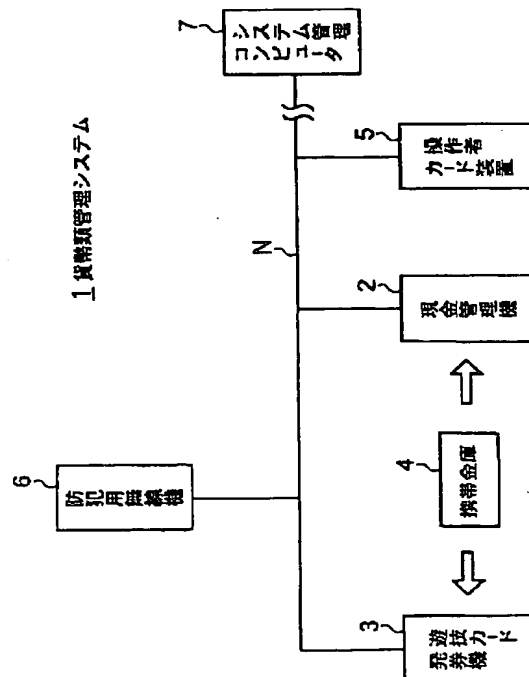 1 貨幣類管理システム
6
防犯用無線機
7
システム管理
コンピュータ
N
3
遊技カード
発券機
4
携帯金庫
2
現金管理機
5
操作者
カード装置